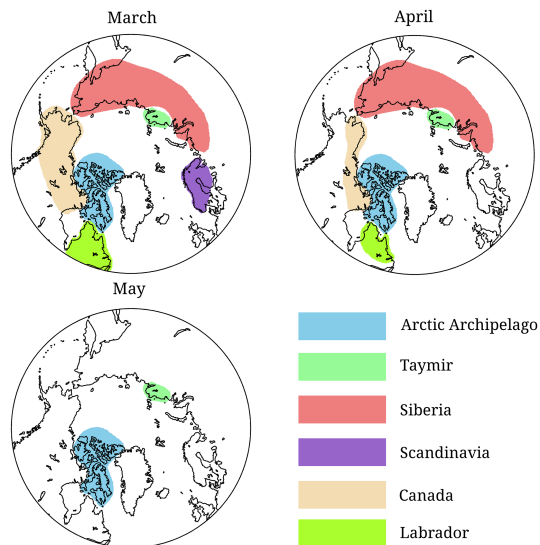 March
April
May
Arctic Archipelago
Taymir
Siberia
Scandinavia
Canada
Labrador